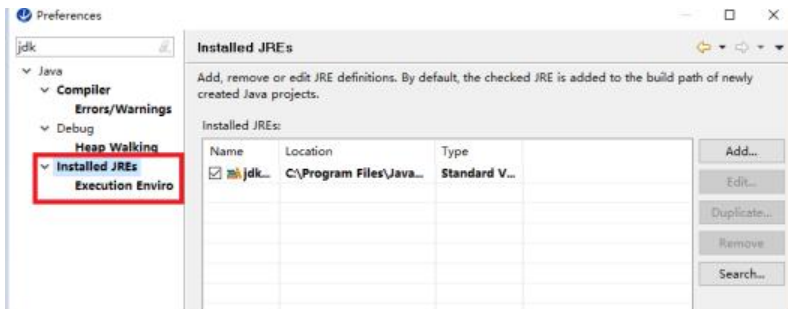 Preferences
jdk
Java
Compiler
Errors/Warnings
Debug
Heap Walking
Installed JREs
Execution Enviro
Installed JREs
Add, remove or edit JRE definitions. By default, the checked JRE is added to the build path of newly
created Java projects.
Installed JREs:
Name Location Type
jdk... C:\Program Files\Java... Standard V...
Add...
Edit...
Duplicate...
Remove
Search...